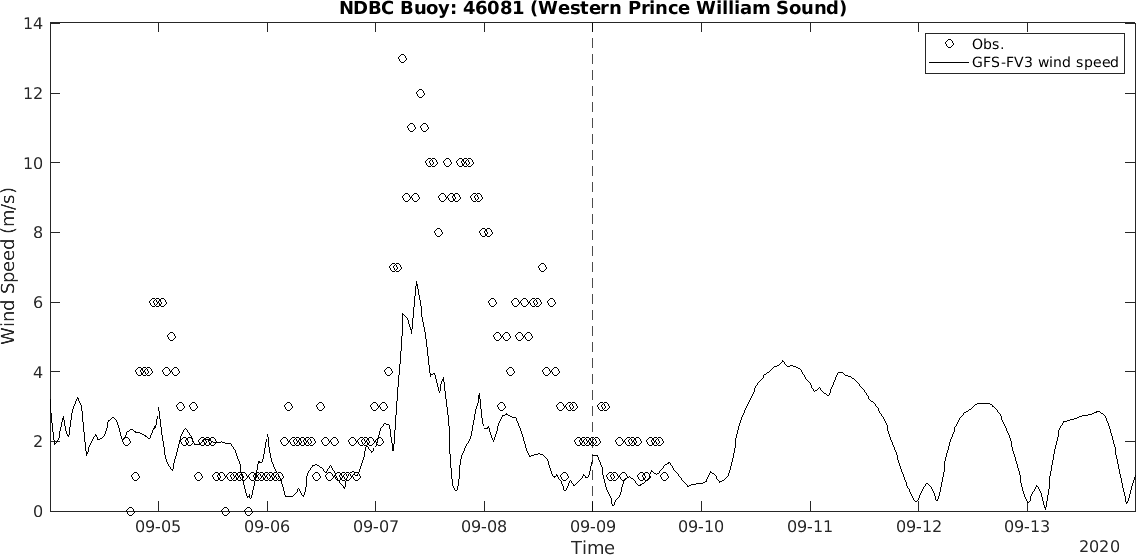 NDBC Buoy: 46081 (Western Prince William Sound)
14
12
10
8
6
4
2
0
Wind Speed (m/s)
Obs.
GFS-FV3 wind speed
09-05 09-06 09-07 09-08 09-09 09-10 09-11 09-12 09-13
Time
2020